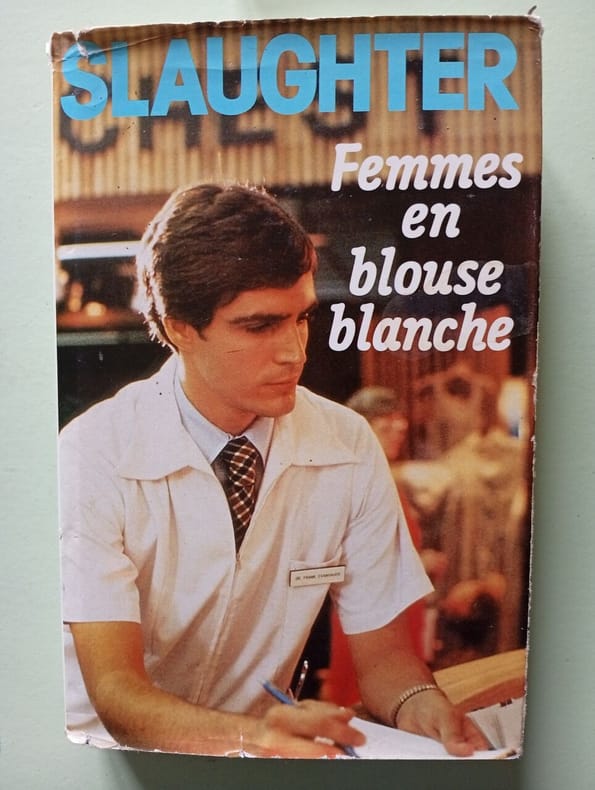 SLAUGHTER
Femmes
en
blouse
blanche